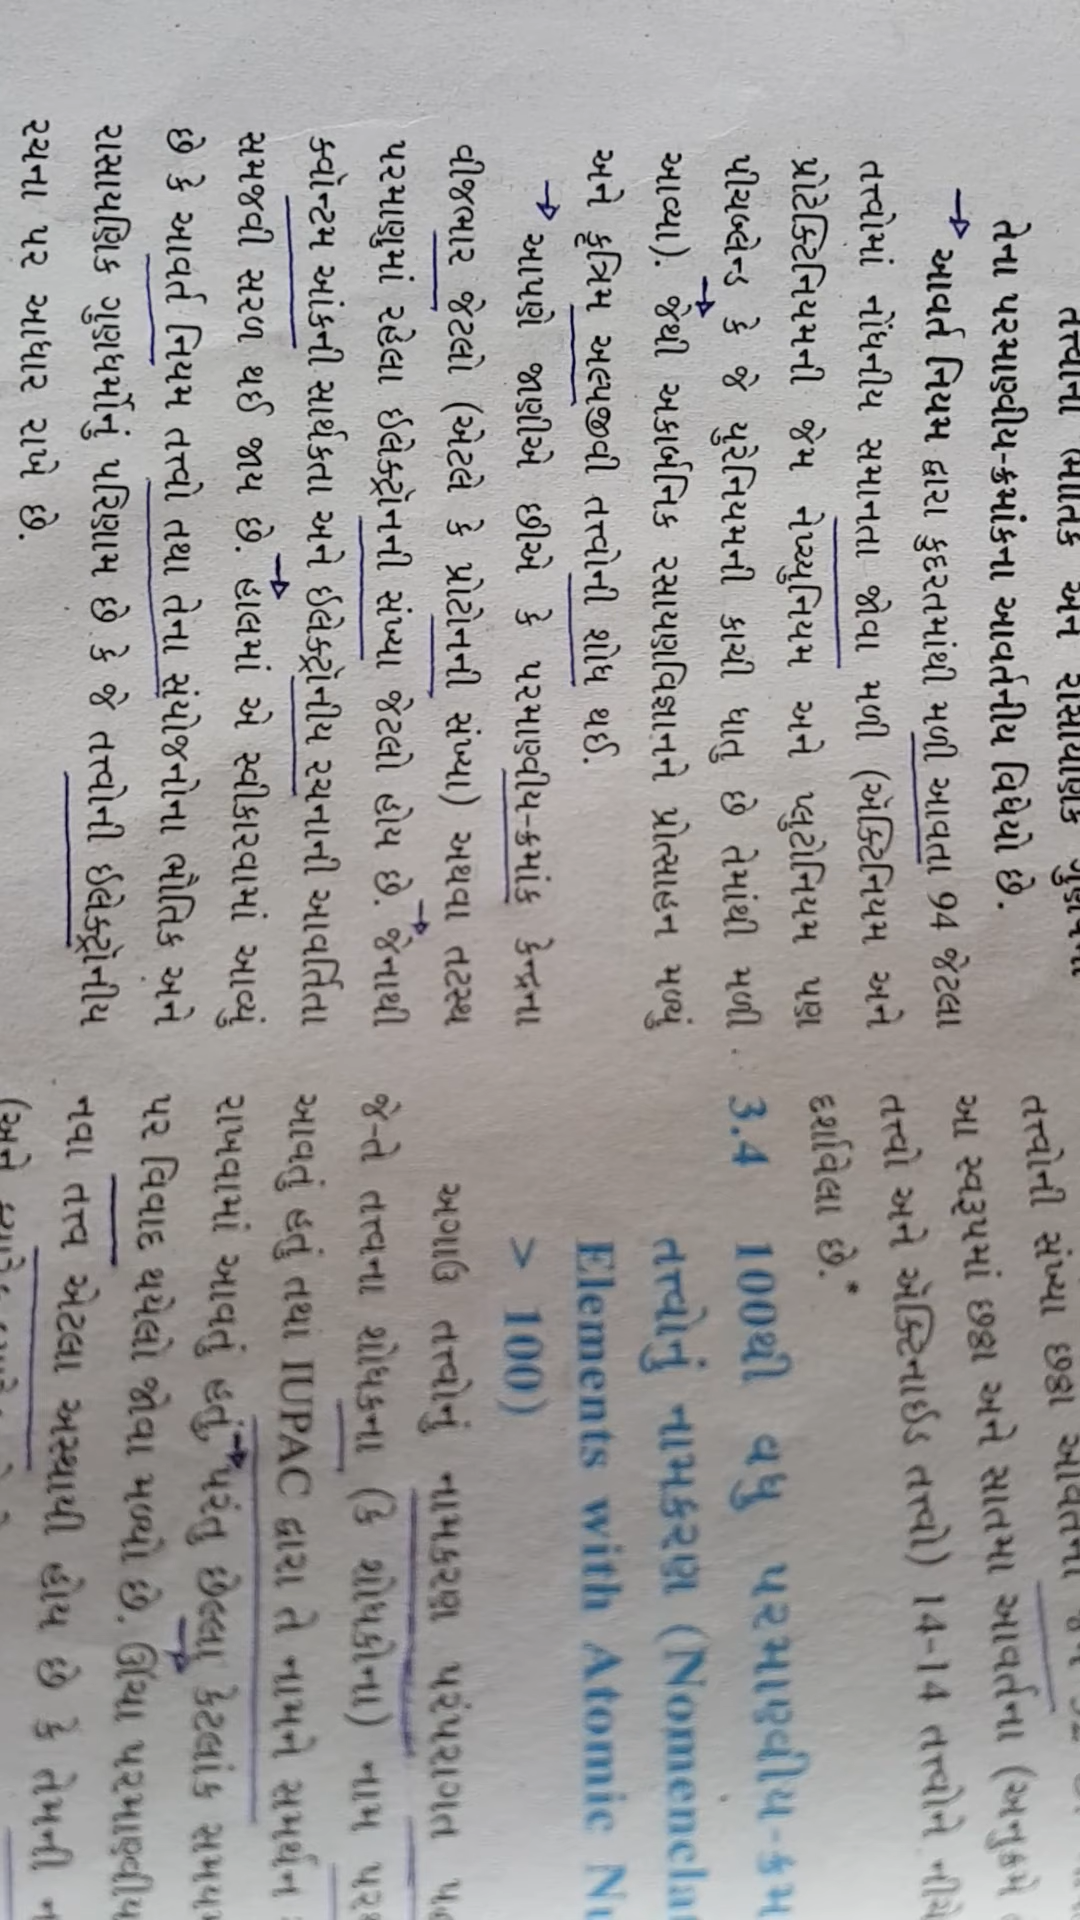 તેના પરમાણ્વીય-ક્રમાંકના આવર્તનીય વિધેયો છે.
આવર્ત નિયમ દ્વારા કુદરતમાંથી મળી આવતા 94 જેટલા
તત્ત્વોમાં નોંધનીય સમાનતા જોવા મળી (ઍક્ટિનિયમ અને
પ્રોટેક્ટિનિયમની જેમ નેપ્ચ્યુનિયમ અને પ્લુટોનિયમ પણ
પીચબ્લેન્ડ કે જે યુરેનિયમની કાચી ધાતુ છે તેમાંથી મળી
આવ્યા). જેથી અકાર્બનિક રસાયણવિજ્ઞાનને પ્રોત્સાહન મળ્યું
અને કૃત્રિમ અલ્પજીવી તત્ત્વોની શોધ થઈ.
આપણે જાણીએ છીએ કે પરમાણ્વીય-ક્રમાંક કેન્દ્રના
વીજભાર જેટલો (એટલે કે પ્રોટોનની સંખ્યા) અથવા તટસ્થ
પરમાણુમાં રહેલા ઇલેક્ટ્રૉનની સંખ્યા જેટલો હોય છે. જેનાથી
ક્વૉન્ટમ આંકની સાર્થકતા અને ઇલેક્ટ્રૉનીય રચનાની આવર્તિતા
સમજવી સરળ થઈ જાય છે. હાલમાં એ સ્વીકારવામાં આવ્યું
છે કે આવર્ત નિયમ તત્ત્વો તથા તેના સંયોજનોના ભૌતિક અને
રાસાયણિક ગુણધર્મોનું પરિણામ છે કે જે તત્ત્વોની ઇલેક્ટ્રૉનીય
રચના પર આધાર રાખે છે.
તત્ત્વોની સંખ્યા છઠ્ઠા આવર્તની
આ સ્વરૂપમાં છઠ્ઠા અને સાતમા આવર્તના (અનુક્રમે
તત્ત્વો અને ઍક્ટિનાઇડ તત્ત્વો) 14-14 તત્ત્વોને નીચે
દર્શાવેલા છે.*
3.4 100થી વધુ પરમાણ્વીય-ક્રમ
તત્ત્વોનું નામકરણ (Nomencla
Elements with Atomic Nu
> 100)
અગાઉ તત્ત્વોનું નામકરણ પરંપરાગત
જે-તે તત્ત્વના શોધકના (કે શોધકોના) નામ
આવતું હતું તથા IUPAC દ્વારા તે નામને સમર્થન
રાખવામાં આવતું હતું પરંતુ છેલ્લા કેટલાંક સમય
પર વિવાદ થયેલો જોવા મળ્યો છે. ઊંચા પરમાણ્વીય
નવા તત્ત્વ એટલા અસ્થાયી હોય છે કે તેમની